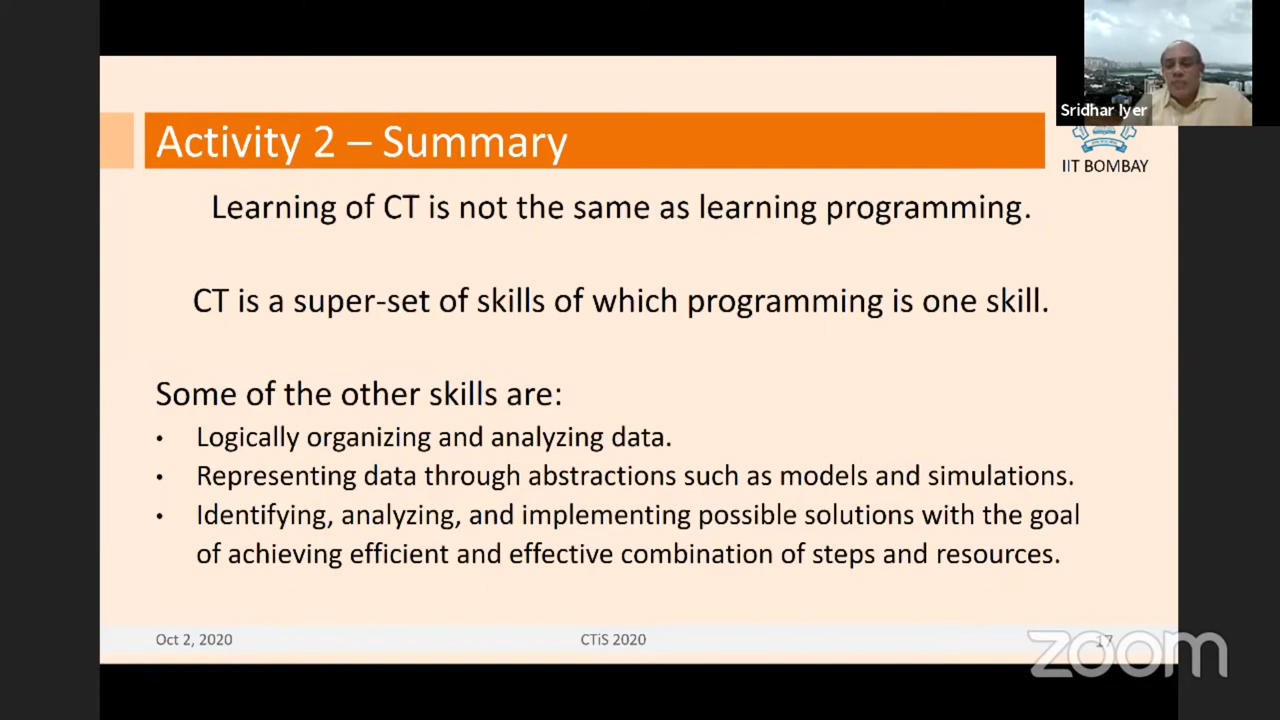 Sridhar Iyer
Activity 2 – Summary
IIT BOMBAY
Learning of CT is not the same as learning programming.
CT is a super-set of skills of which programming is one skill.
Some of the other skills are:
• Logically organizing and analyzing data.
• Representing data through abstractions such as models and simulations.
• Identifying, analyzing, and implementing possible solutions with the goal
of achieving efficient and effective combination of steps and resources.
Oct 2, 2020
CTiS 2020
17
zoom